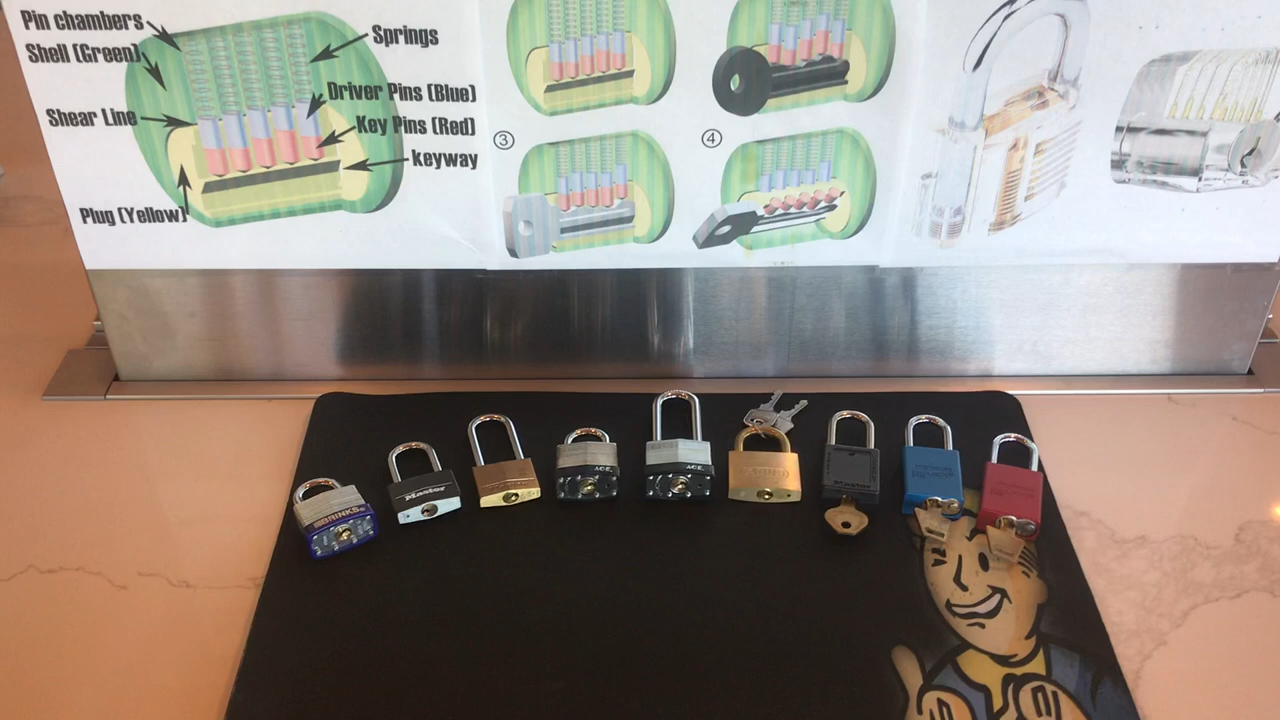 Pin chambers
Shell (Green)
Shear Line
Plug (Yellow)
Springs
Driver Pins (Blue)
Key Pins (Red)
keyway
3
4
BRINKS
Master
ACE
ACE
Master